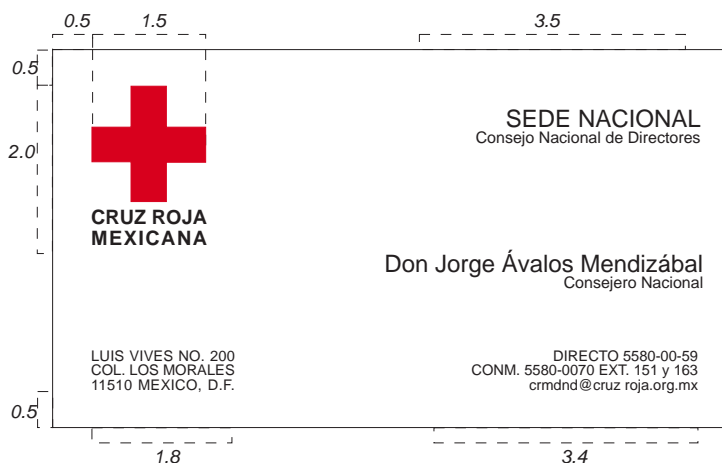 0.5 1.5 3.5
0.5
SEDE NACIONAL
Consejo Nacional de Directores
2.0
CRUZ ROJA
MEXICANA
Don Jorge Ávalos Mendizábal
Consejero Nacional
LUIS VIVES NO. 200
COL. LOS MORALES
11510 MEXICO, D.F.
DIRECTO 5580-00-59
CONM. 5580-0070 EXT. 151 y 163
crmdnd@cruz roja.org.mx
0.5
1.8 3.4